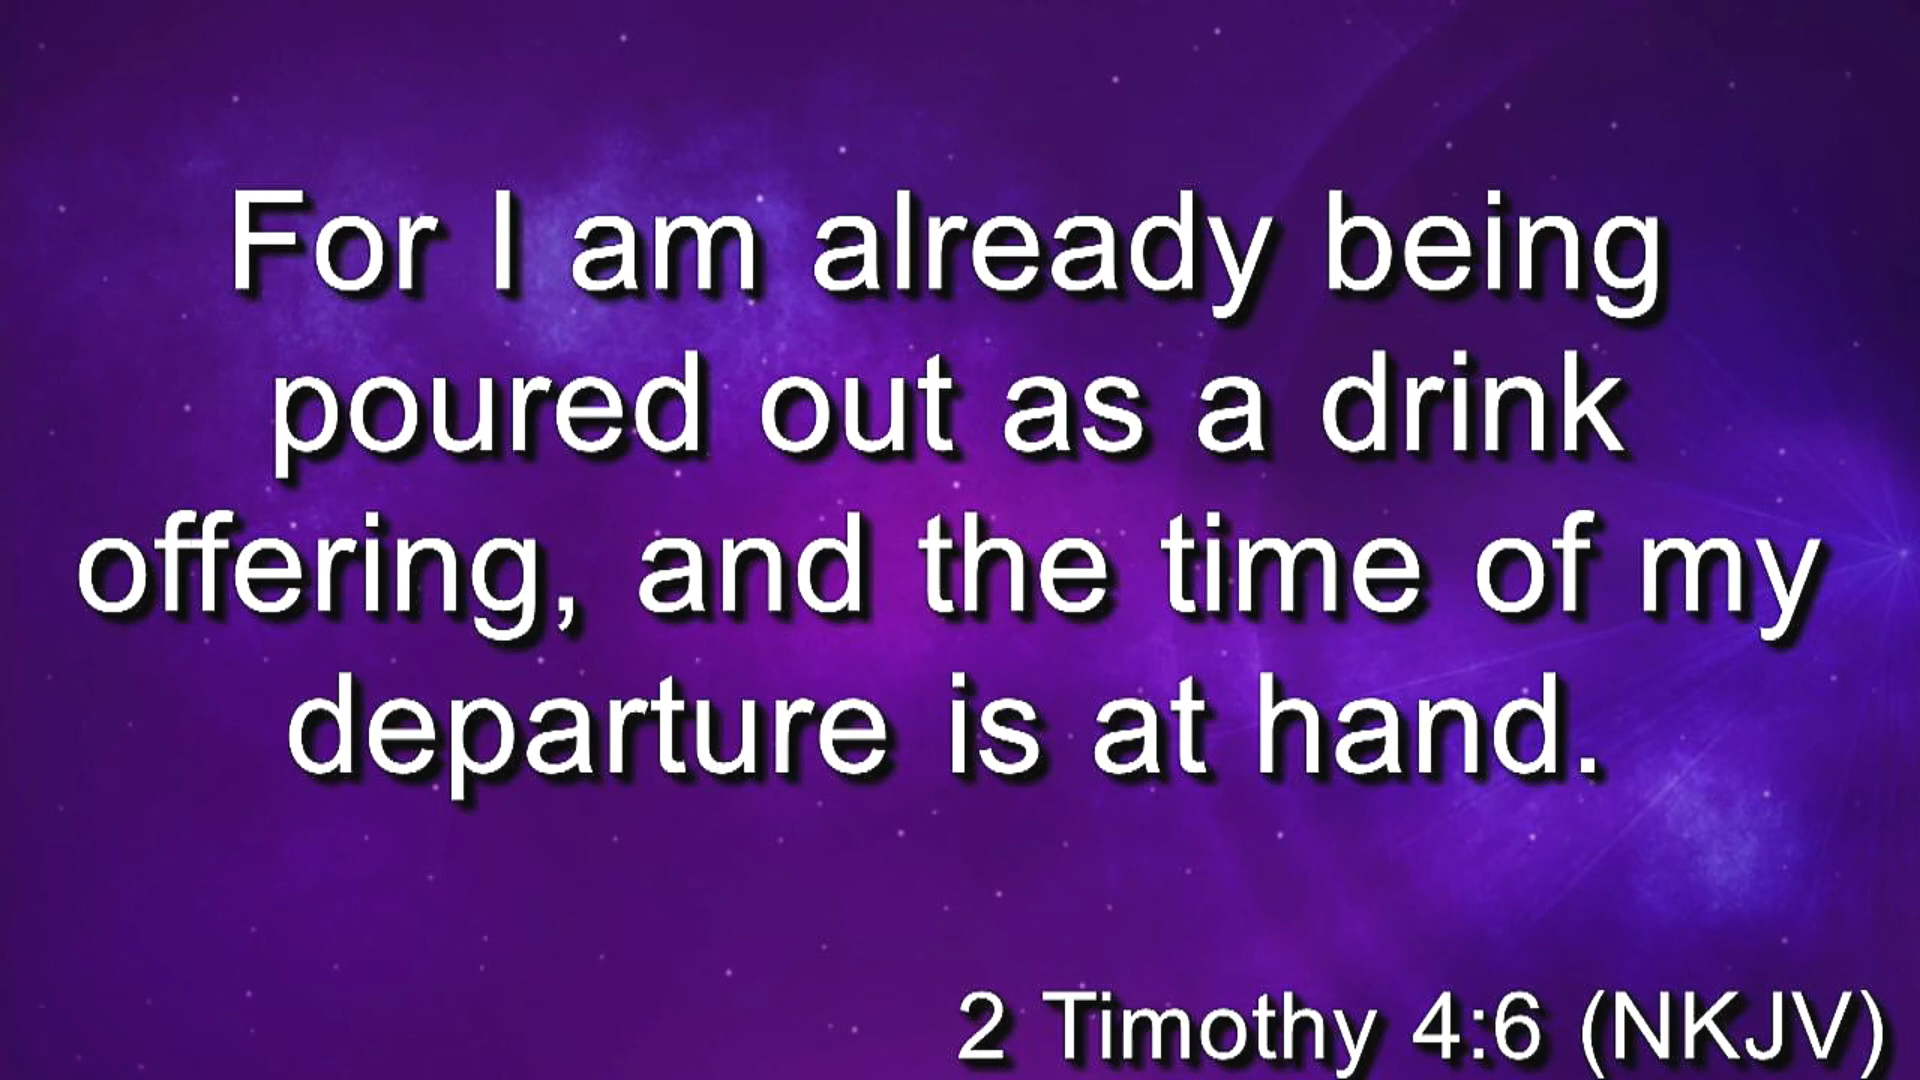 For I am already being
poured out as a drink
offering, and the time of my
departure is at hand.
2 Timothy 4:6 (NKJV)